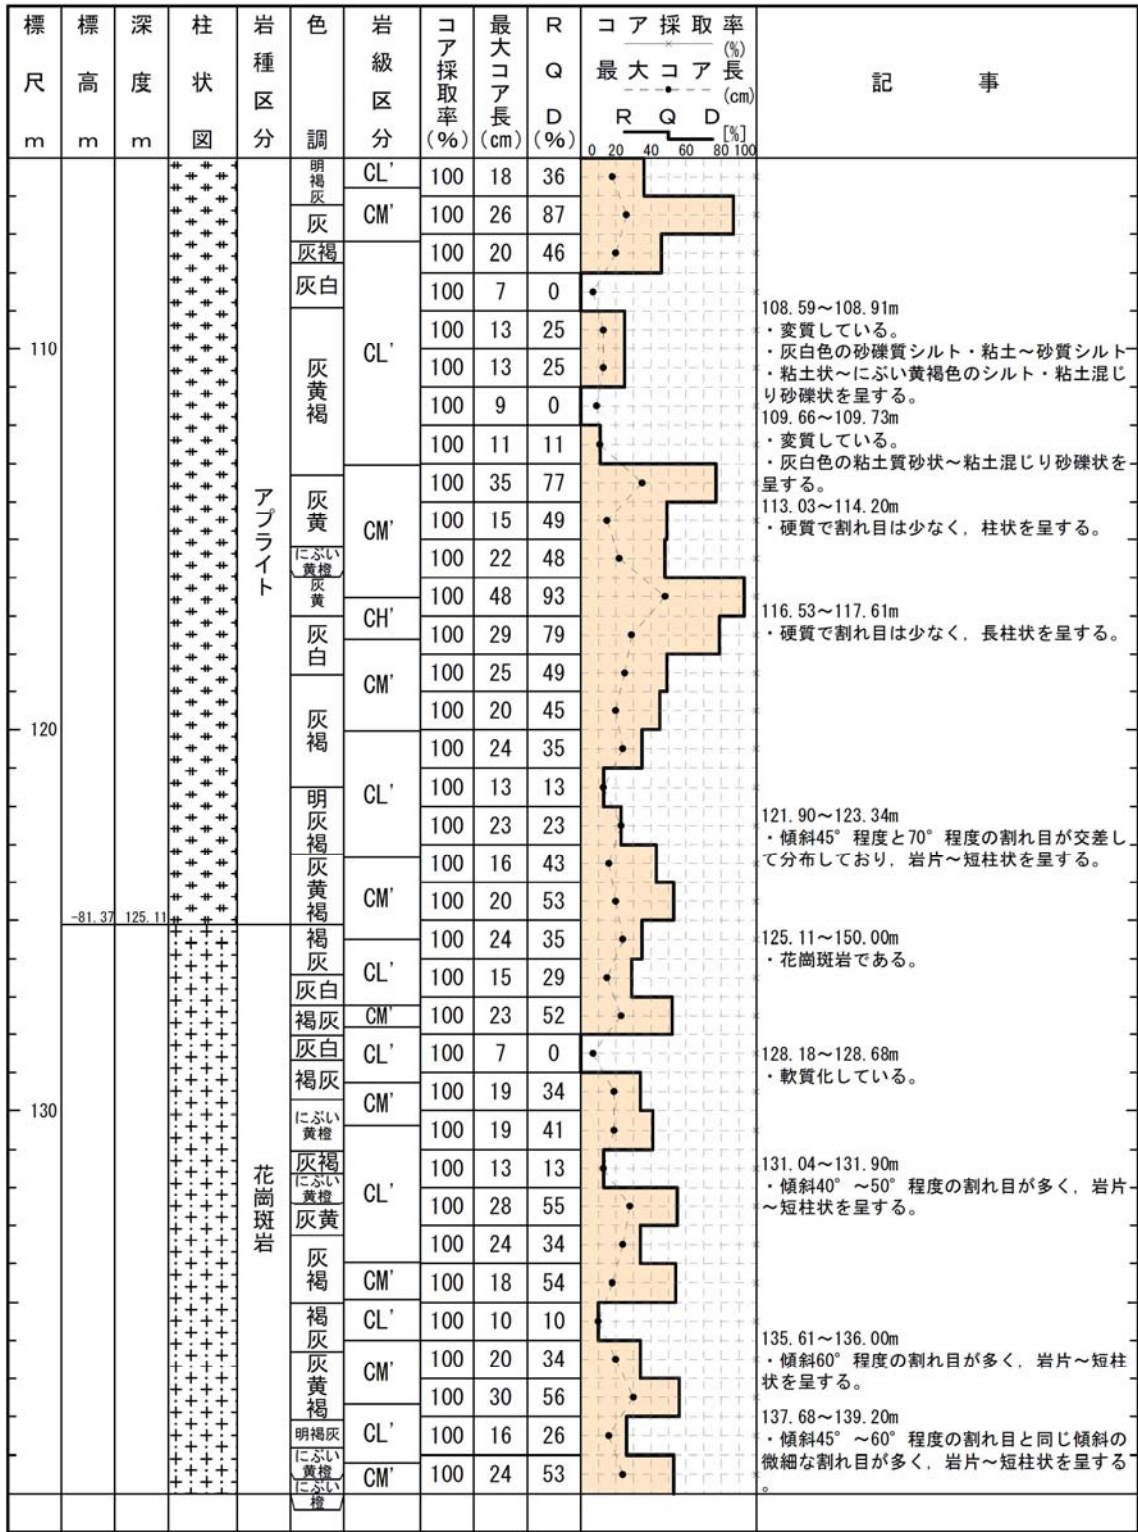 標尺m
標高m
深度m
柱状図
岩種区分
色調
岩級区分
コア採取率(%)
最大コア長(cm)
RQD(%)
コア採取率
(%)
最大コア長
(cm)
R Q D
[%]
0 20 40 60 80 100
記 事
明褐灰
CL'
100 18 36
灰
CM'
100 26 87
灰褐
100 20 46
灰白
100 7 0
108.59～108.91m
・変質している。
・灰白色の砂礫質シルト・粘土～砂質シルト
・粘土状～にぶい黄褐色のシルト・粘土混じ
り砂礫状を呈する。
110
灰黄褐
CL'
100 13 25
100 13 25
100 9 0
100 11 11
109.66～109.73m
・変質している。
・灰白色の粘土質砂状～粘土混じり砂礫状を
呈する。
アプライト
100 35 77
灰黄
CM'
100 15 49
113.03～114.20m
・硬質で割れ目は少なく，柱状を呈する。
にぶい
黄橙
100 22 48
灰黄
100 48 93
CH'
116.53～117.61m
・硬質で割れ目は少なく，長柱状を呈する。
灰白
100 29 79
CM'
100 25 49
灰褐
100 20 45
120
100 24 35
CL'
100 13 13
明灰褐
100 23 23
121.90～123.34m
・傾斜45°程度と70°程度の割れ目が交差し
て分布しており，岩片～短柱状を呈する。
灰黄褐
100 16 43
CM'
100 20 53
-81.37 125.11
褐灰
100 24 35
125.11～150.00m
・花崗斑岩である。
CL'
100 15 29
灰白
褐灰
CM'
100 23 52
灰白
CL'
100 7 0
128.18～128.68m
・軟質化している。
褐灰
100 19 34
CM'
130
にぶい
黄橙
100 19 41
花崗斑岩
灰褐
100 13 13
131.04～131.90m
・傾斜40°～50°程度の割れ目が多く，岩片
～短柱状を呈する。
にぶい
黄橙
CL'
灰黄
100 28 55
灰褐
100 24 34
CM'
100 18 54
褐灰
CL'
100 10 10
135.61～136.00m
・傾斜60°程度の割れ目が多く，岩片～短柱
状を呈する。
灰黄褐
CM'
100 20 34
100 30 56
137.68～139.20m
・傾斜45°～60°程度の割れ目と同じ傾斜の
微細な割れ目が多く，岩片～短柱状を呈する
。
明褐灰
CL'
100 16 26
にぶい
黄橙
CM'
100 24 53
にぶい
橙